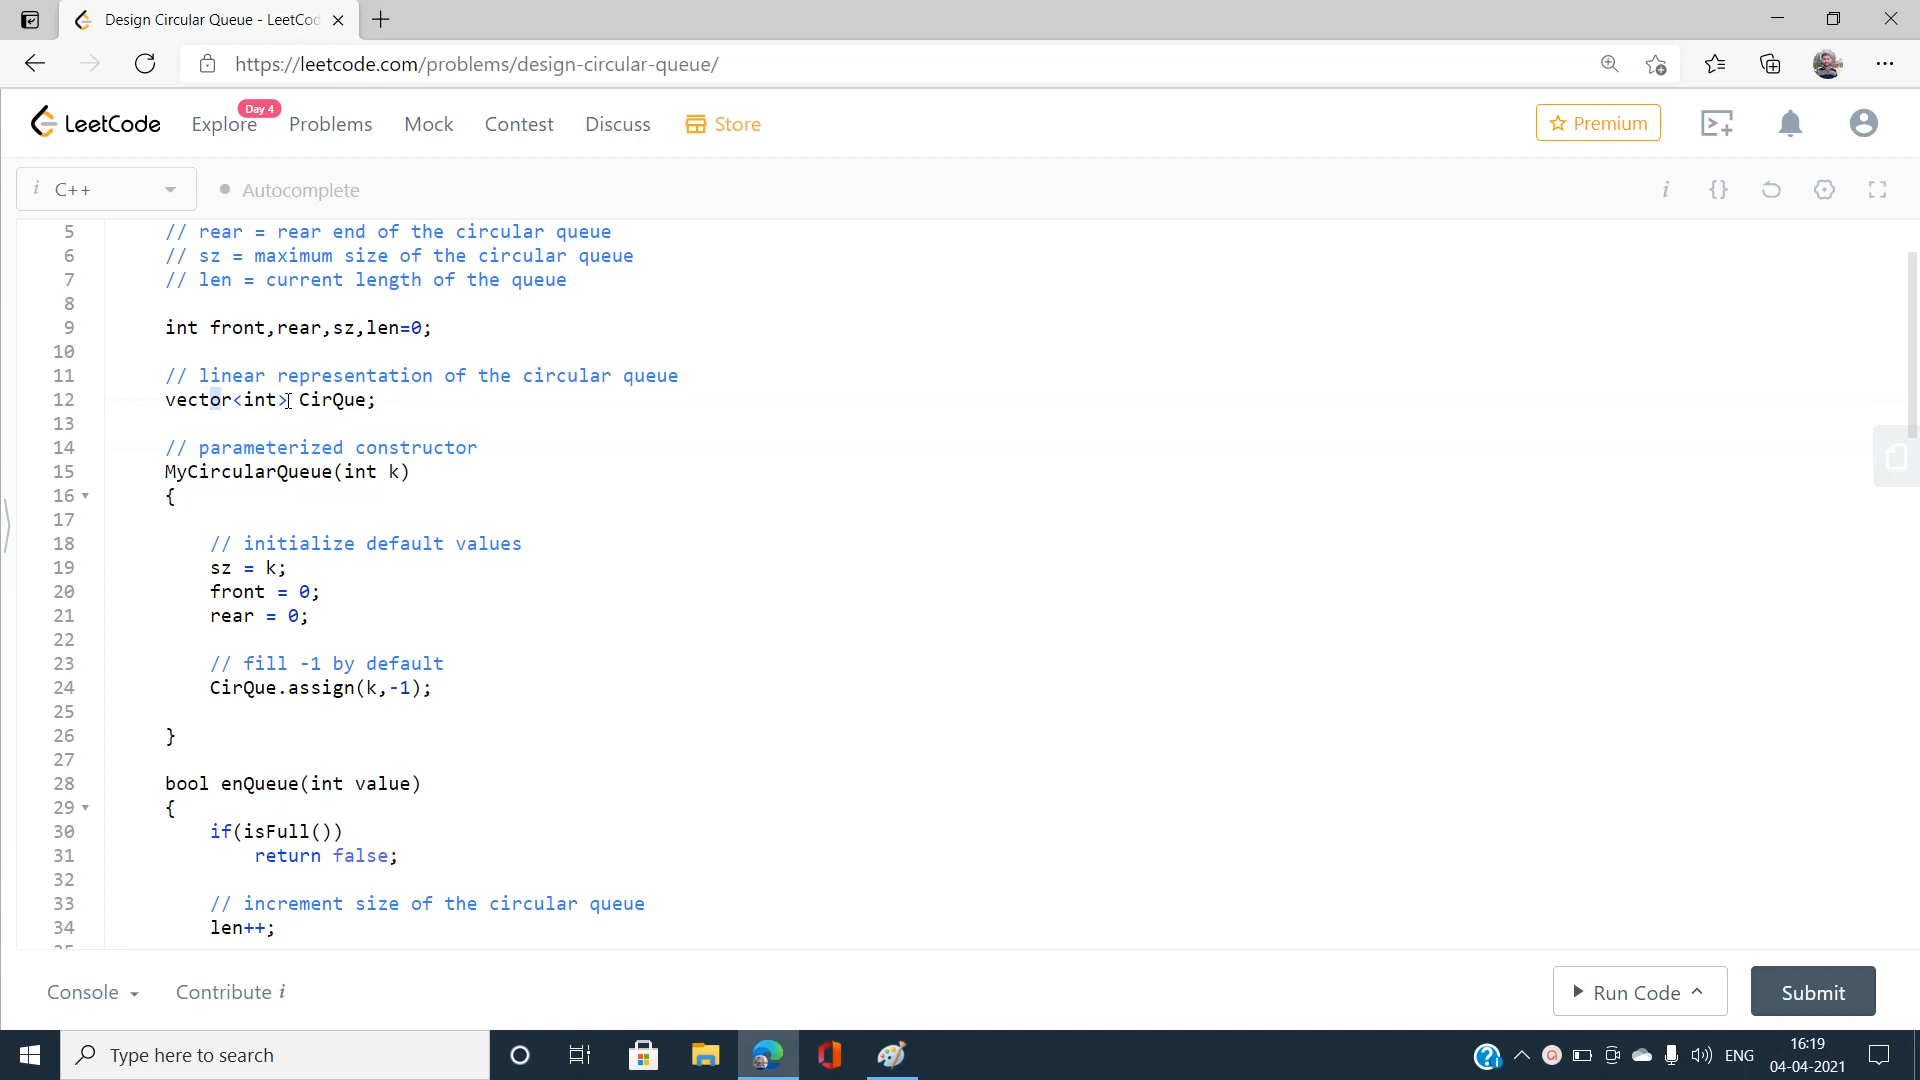 Design Circular Queue - LeetCod
https://leetcode.com/problems/design-circular-queue/
LeetCode
Explore
Day 4
Problems
Mock
Contest
Discuss
Store
Premium
i C++
Autocomplete
i {}
5 // rear = rear end of the circular queue
6 // sz = maximum size of the circular queue
7 // len = current length of the queue
8
9 int front,rear,sz,len=0;
10
11 // linear representation of the circular queue
12 vector<int> CirQue;
13
14 // parameterized constructor
15 MyCircularQueue(int k)
16 {
17
18 // initialize default values
19 sz = k;
20 front = 0;
21 rear = 0;
22
23 // fill -1 by default
24 CirQue.assign(k,-1);
25
26 }
27
28 bool enQueue(int value)
29 {
30 if(isFull())
31 return false;
32
33 // increment size of the circular queue
34 len++;
Console
Contribute i
Run Code
Submit
Type here to search
ENG
16:19
04-04-2021